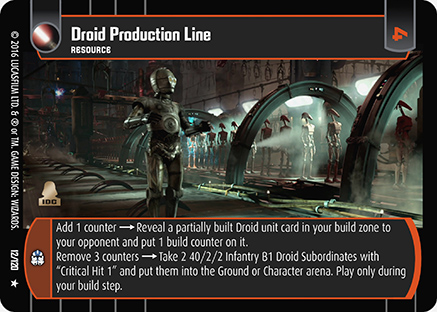 Droid Production Line
RESOURCE
4
© 2016 LUCASFILM LTD. & ® or TM. GAME DESIGN: WIZARDS.
IDC
Add 1 counter → Reveal a partially built Droid unit card in your build zone to
your opponent and put 1 build counter on it.
Remove 3 counters → Take 2 40/2/2 Infantry B1 Droid Subordinates with
“Critical Hit 1” and put them into the Ground or Character arena. Play only during
your build step.